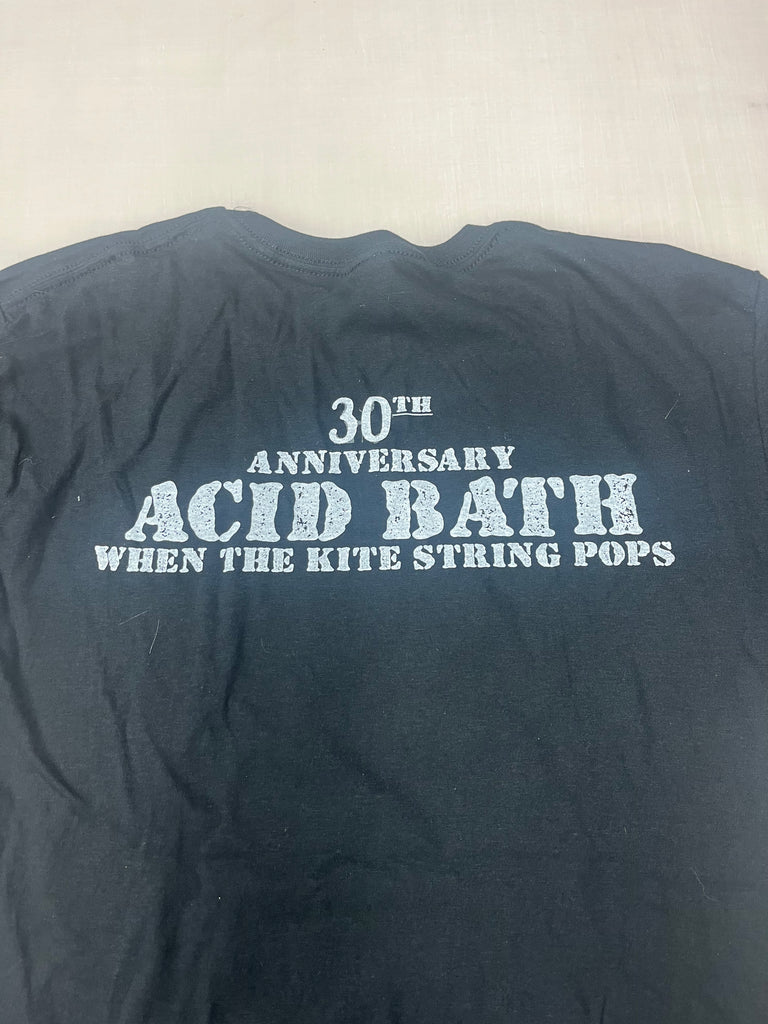 30TH
ANNIVERSARY
ACID BATH
WHEN THE KITE STRING POPS